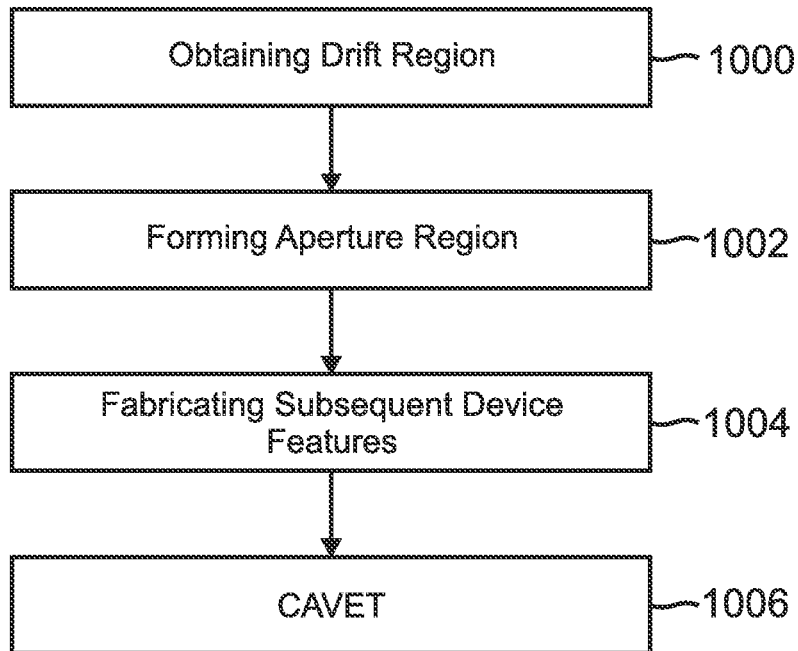 Obtaining Drift Region
1000
Forming Aperture Region
1002
Fabricating Subsequent Device
Features
1004
CAVET
1006